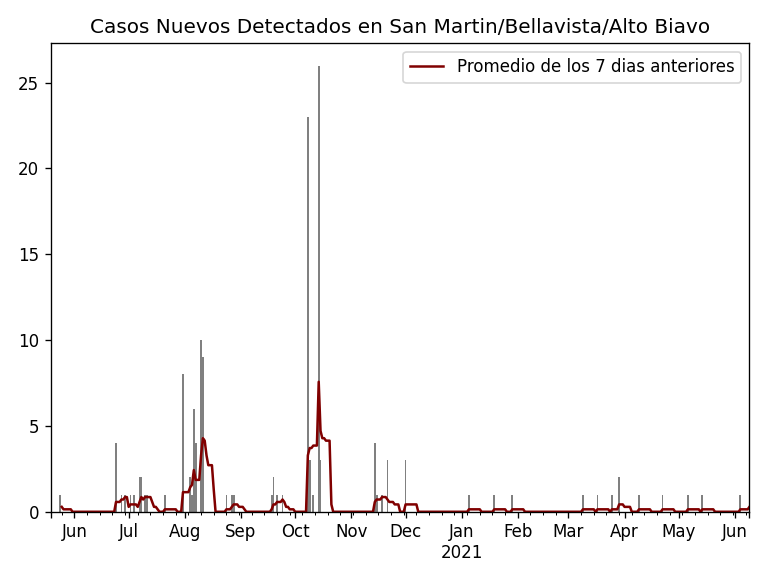 Casos Nuevos Detectados en San Martin/Bellavista/Alto Biavo
Promedio de los 7 dias anteriores
25
20
15
10
5
0
Jun Jul Aug Sep Oct Nov Dec Jan Feb Mar Apr May Jun
2021